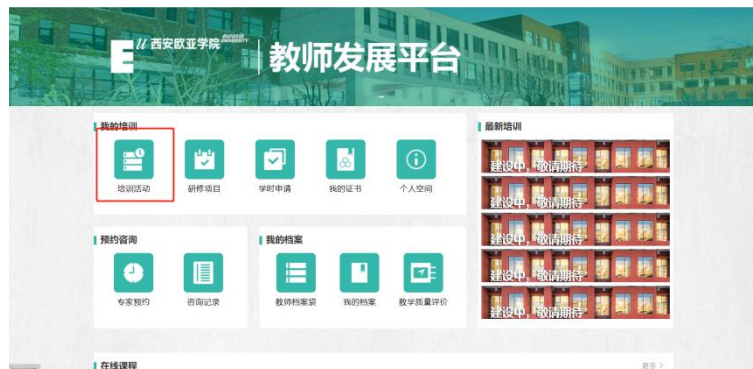 EU 西安欧亚学院 eurasia UNIVERSITY
教师发展平台
我的培训
培训活动 研修项目 学时申请 我的证书 个人空间
最新培训
建设中，敬请期待
建设中，敬请期待
建设中，敬请期待
建设中，敬请期待
建设中，敬请期待
预约咨询
专家预约 咨询记录
我的档案
教师档案袋 我的档案 教学质量评价
在线课程
更多 >